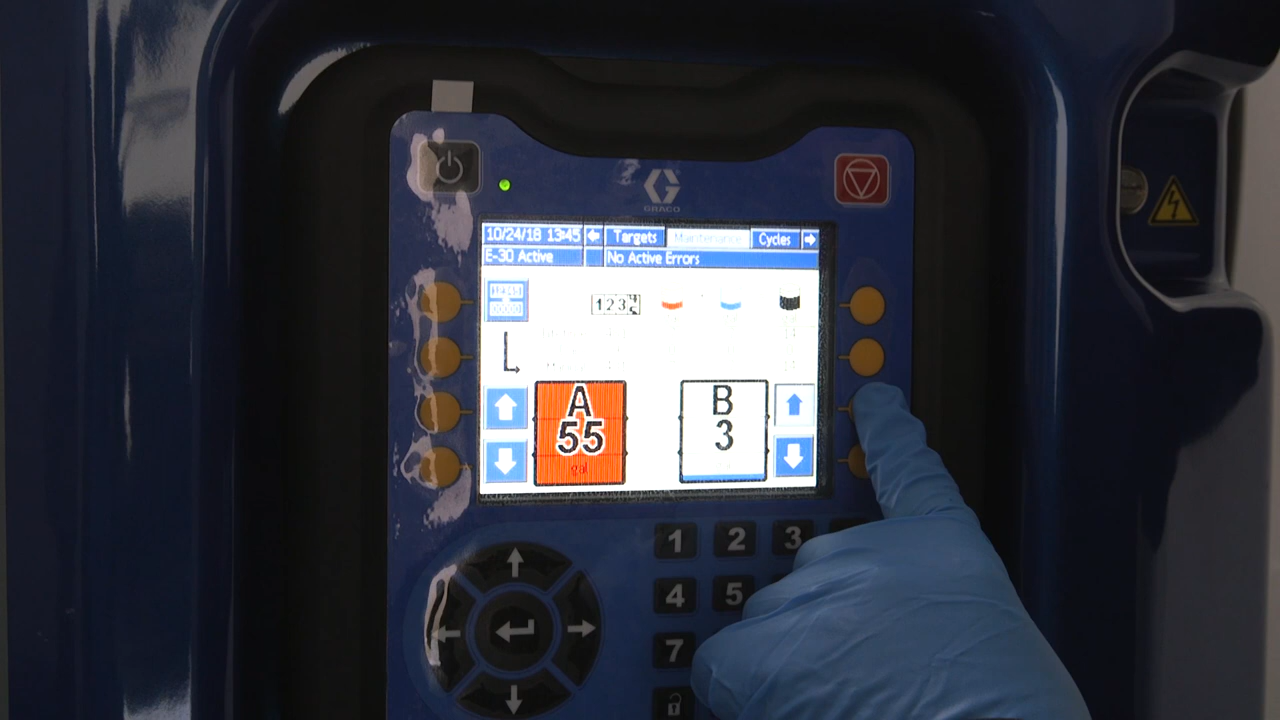 GRACO
10/24/18 13:45 Targets Maintenance Cycles
E-30 Active No Active Errors
123
A B
55 3
gal
1 2 3
4 5
7